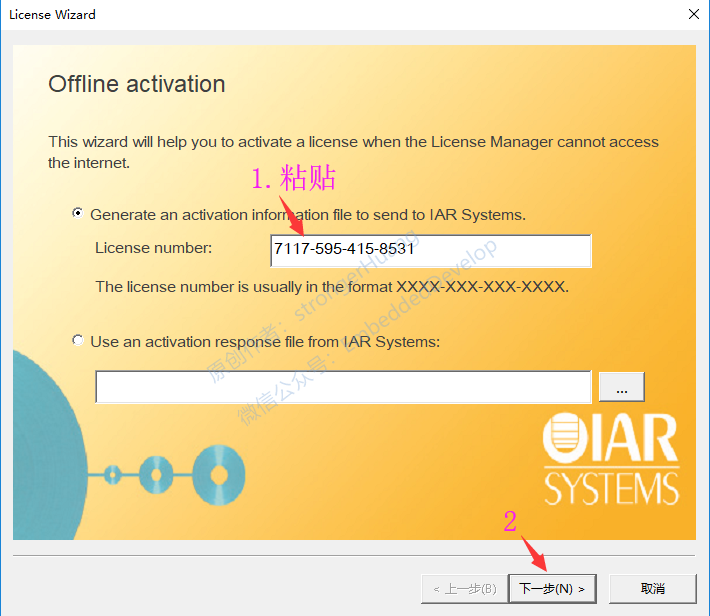 License Wizard
Offline activation
This wizard will help you to activate a license when the License Manager cannot access
the internet.
1.粘贴
Generate an activation information file to send to IAR Systems.
License number:
7117-595-415-8531
The license number is usually in the format XXXX-XXX-XXX-XXXX.
原创作者：strongerHuang
微信公众号：EmbeddedDevelop
Use an activation response file from IAR Systems:
...
IAR
SYSTEMS
2
< 上一步(B)
下一步(N) >
取消